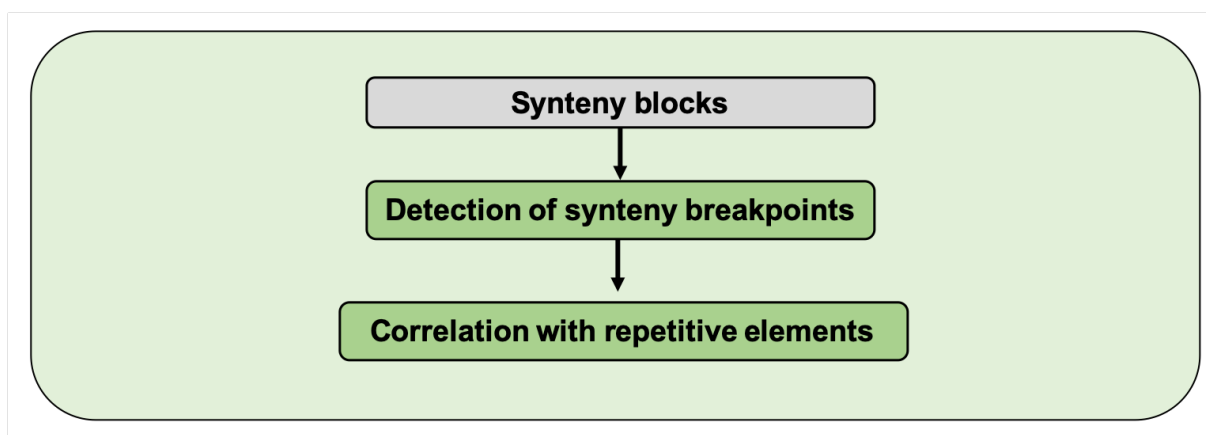 Synteny blocks
Detection of synteny breakpoints
Correlation with repetitive elements